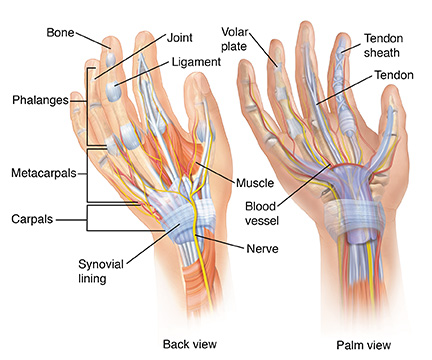 Bone
Joint
Ligament
Phalanges
Metacarpals
Carpals
Synovial
lining
Muscle
Nerve
Back view
Volar
plate
Tendon
sheath
Tendon
Blood
vessel
Palm view